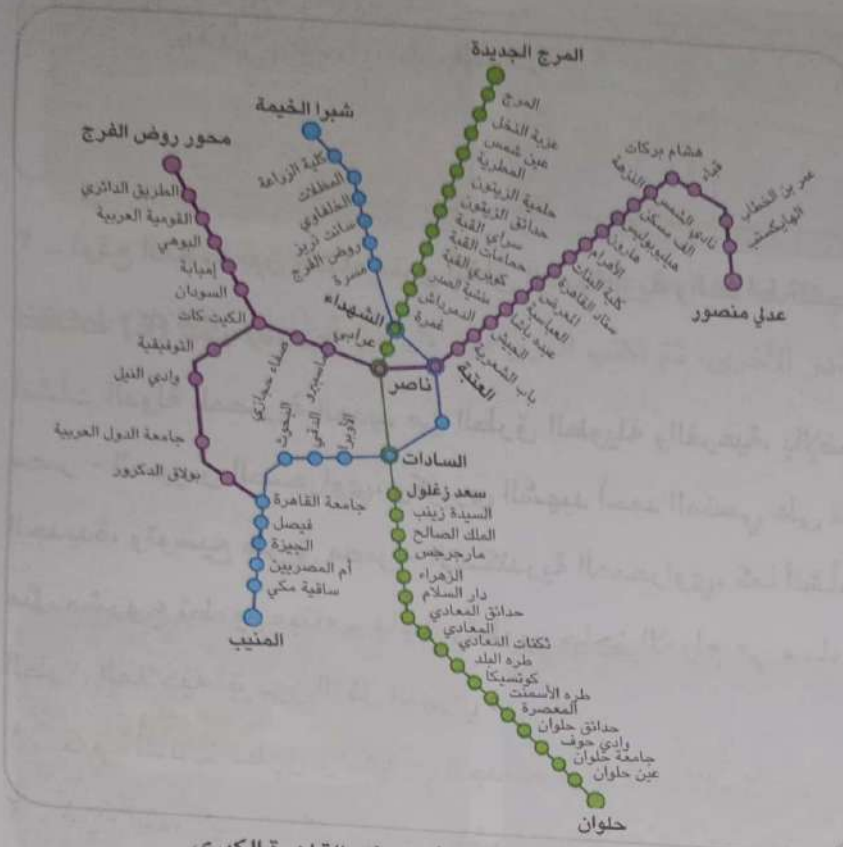 المرج الجديدة
المرج
عزبة النخل
عين شمس
المطرية
حلمية الزيتون
حدائق الزيتون
سراي القبة
حمامات القبة
كوبري القبة
منشية الصدر
الدمرداش
غمرة
الشهداء
عرابي
ناصر
السادات
سعد زغلول
السيدة زينب
الملك الصالح
مارجرجس
الزهراء
دار السلام
حدائق المعادي
المعادي
ثكنات المعادي
طره البلد
كوتسيكا
طره الأسمنت
المعصرة
حدائق حلوان
وادي حوف
جامعة حلوان
عين حلوان
حلوان
شبرا الخيمة
كلية الزراعة
المظلات
الخلفاوي
سانت تريز
روض الفرج
مسرة
العتبة
الأوبرا
الدقي
البحوث
جامعة القاهرة
فيصل
الجيزة
أم المصريين
ساقية مكي
المنيب
محور روض الفرج
الطريق الدائري
القومية العربية
البوهي
إمبابة
السودان
الكيت كات
صفاء حجازي
ماسبيرو
التوفيقية
وادي النيل
جامعة الدول العربية
بولاق الدكرور
باب الشعرية
الجيش
عبده باشا
العباسية
المعرض
ستاد القاهرة
كلية البنات
الأهرام
هارون
هيليوبوليس
الف مسكن
نادي الشمس
النزهة
هشام بركات
قباء
عمر بن الخطاب
الهايكستب
عدلي منصور